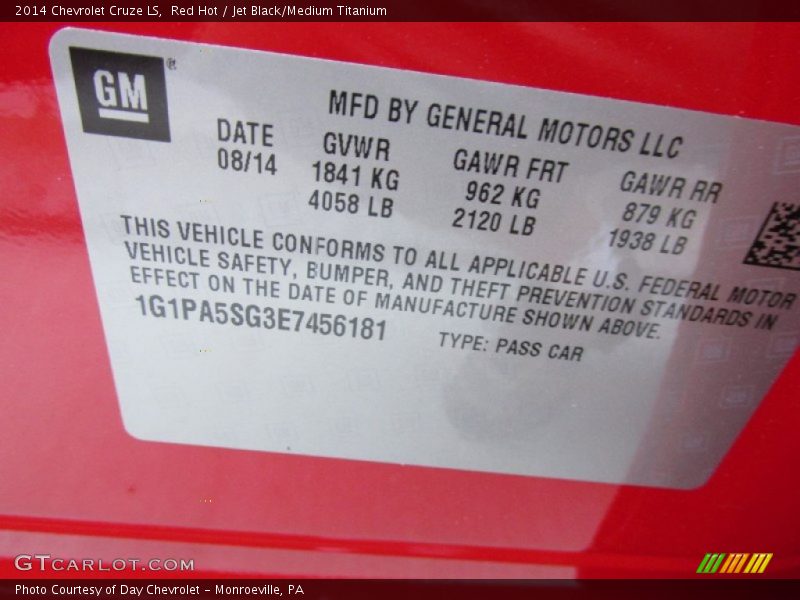 2014 Chevrolet Cruze LS,  Red Hot / Jet Black/Medium Titanium
GM®
MFD BY GENERAL MOTORS LLC
DATE GVWR GAWR FRT GAWR RR
08/14 1841 KG 962 KG 879 KG
4058 LB 2120 LB 1938 LB
THIS VEHICLE CONFORMS TO ALL APPLICABLE U.S. FEDERAL MOTOR
VEHICLE SAFETY, BUMPER, AND THEFT PREVENTION STANDARDS IN
EFFECT ON THE DATE OF MANUFACTURE SHOWN ABOVE.
1G1PA5SG3E7456181 TYPE: PASS CAR
GTCARLOT.COM
Photo Courtesy of Day Chevrolet - Monroeville, PA